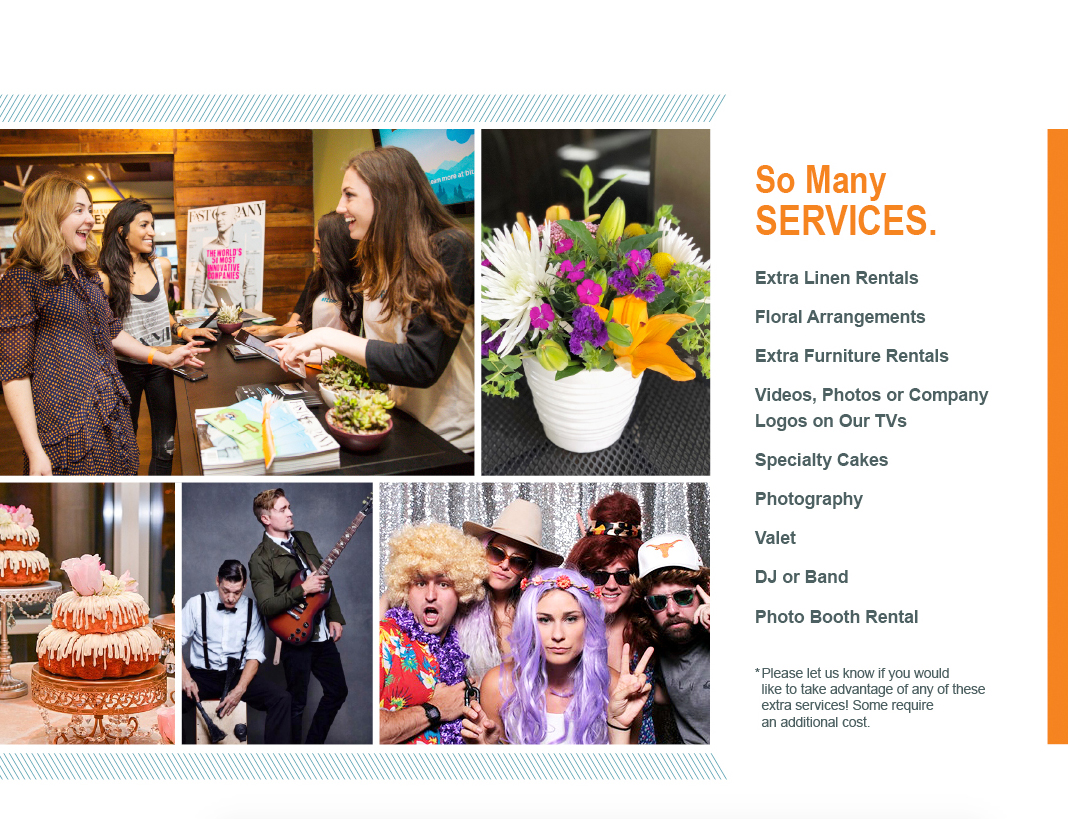 So Many
SERVICES.
Extra Linen Rentals
Floral Arrangements
Extra Furniture Rentals
Videos, Photos or Company
Logos on Our TVs
Specialty Cakes
Photography
Valet
DJ or Band
Photo Booth Rental
*Please let us know if you would
like to take advantage of any of these
extra services! Some require
an additional cost.
FAST COMPANY
THE WORLD'S
50 MOST
INNOVATIVE
COMPANIES
more at